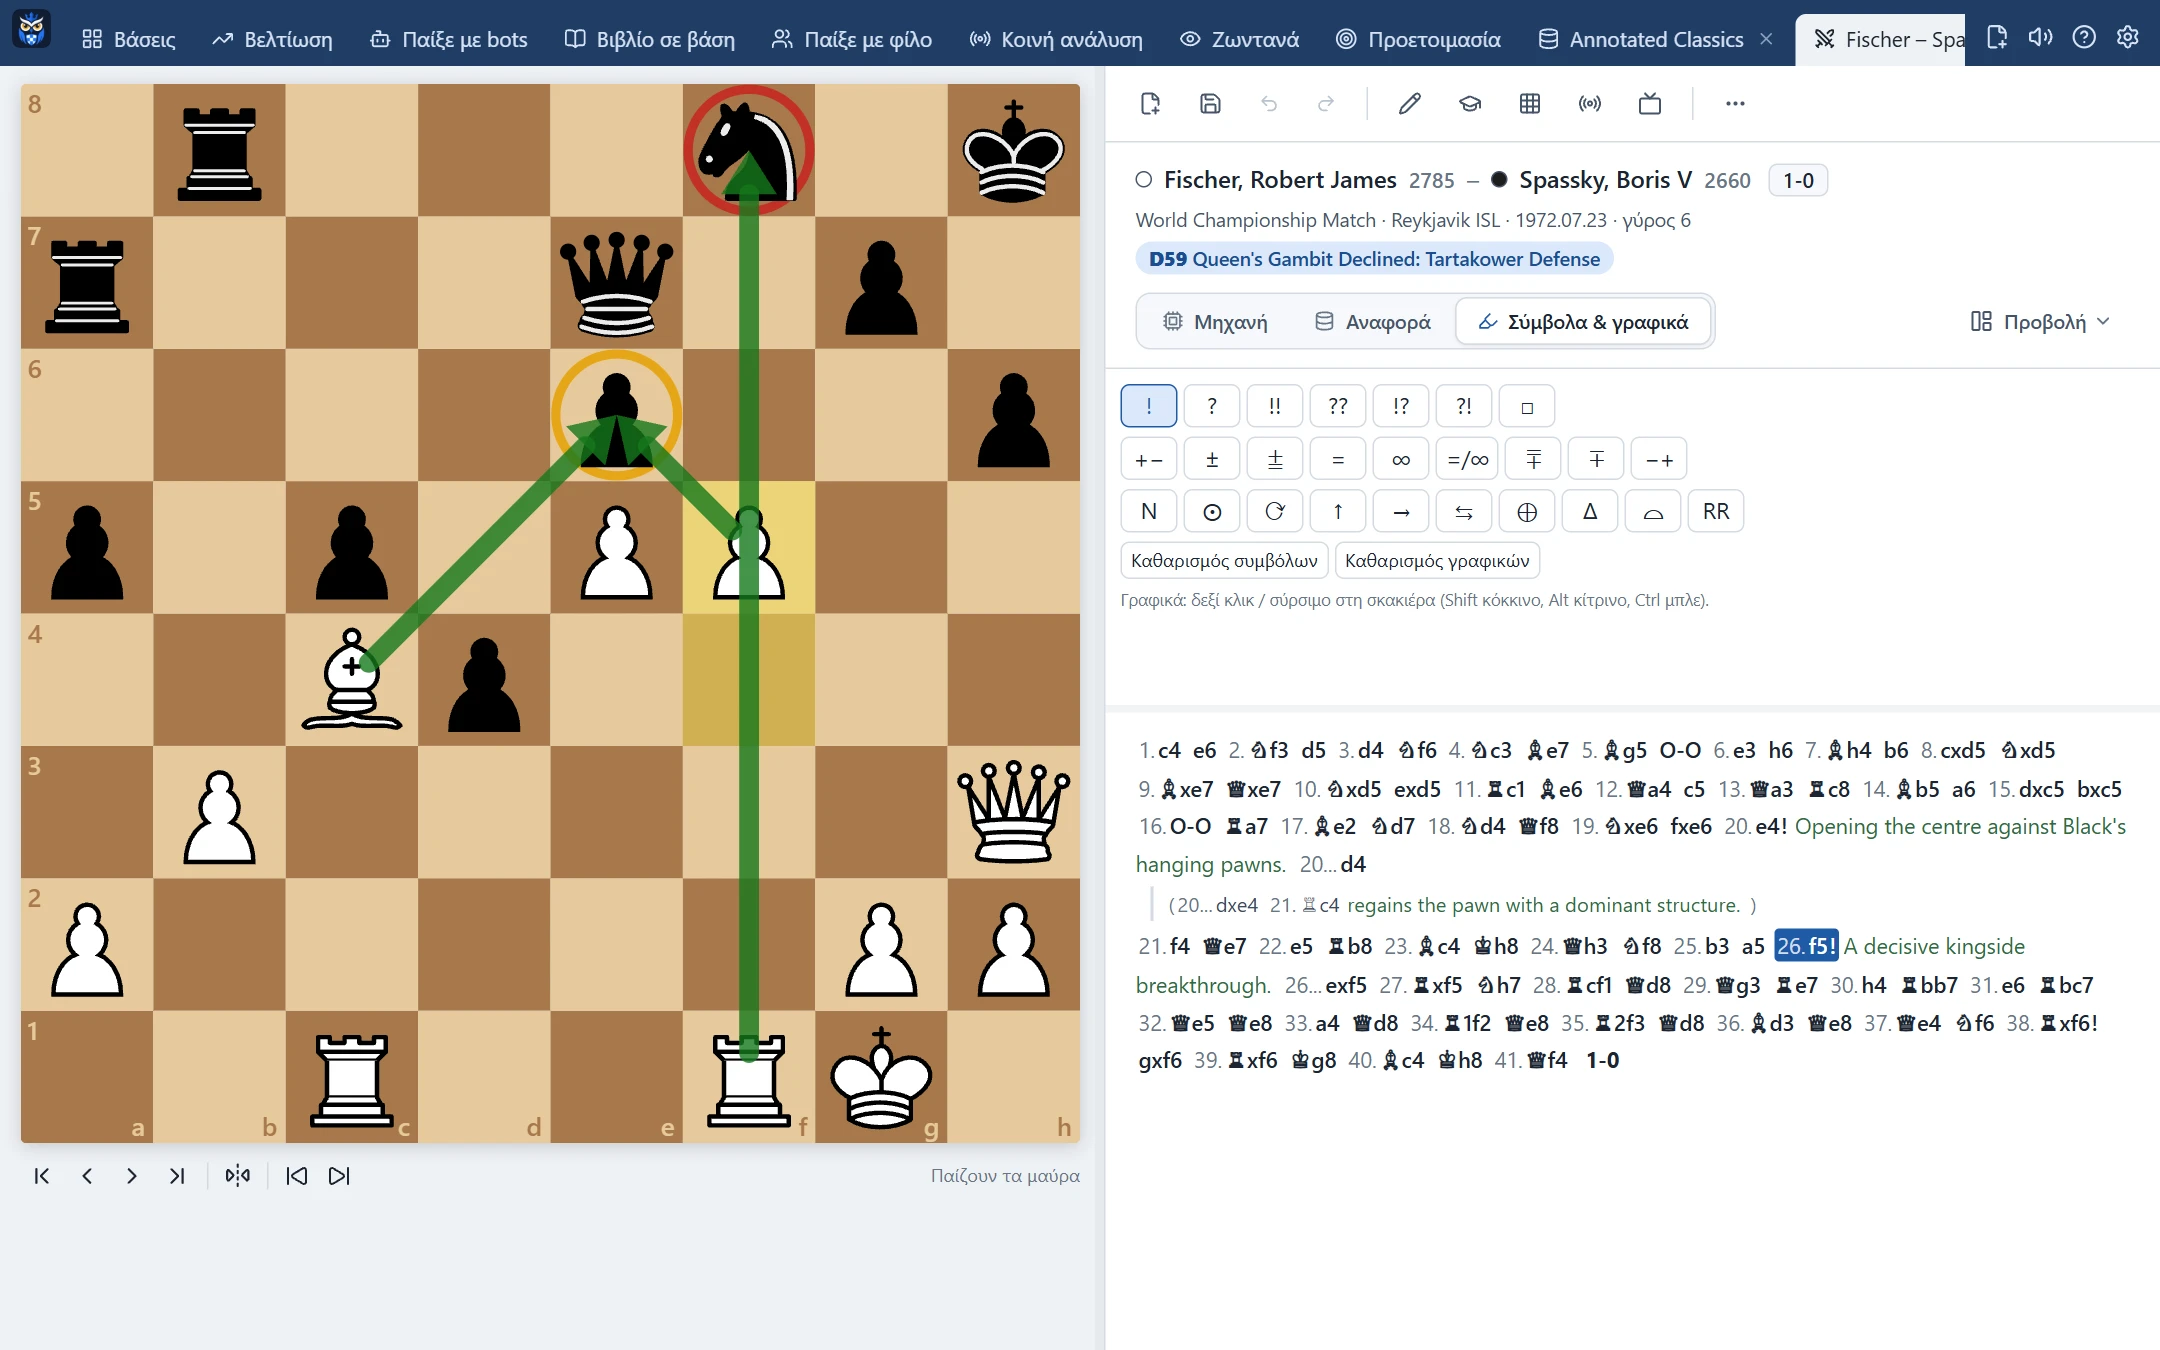 Βάσεις Βελτίωση Παίξε με bots Βιβλίο σε βάση Παίξε με φίλο Κοινή ανάλυση Ζωντανά Προετοιμασία Annotated Classics Fischer – Spa
8
7
6
5
4
3
2
1
a b c d e f g h
Παίζουν τα μαύρα
Fischer, Robert James 2785 – Spassky, Boris V 2660 1-0
World Championship Match · Reykjavik ISL · 1972.07.23 · γύρος 6
D59 Queen's Gambit Declined: Tartakower Defense
Μηχανή Αναφορά Σύμβολα & γραφικά Προβολή
! ? !! ?? !? ?! □
+− ± ⩲ = ∞ =/∞ ⩱ ∓ −+
N ⊙ ⟳ ↑ → ⇆ ⨁ Δ ⌓ RR
Καθαρισμός συμβόλων Καθαρισμός γραφικών
Γραφικά: δεξί κλικ / σύρσιμο στη σκακιέρα (Shift κόκκινο, Alt κίτρινο, Ctrl μπλε).
1. c4 e6 2. ♘f3 d5 3. d4 ♘f6 4. ♘c3 ♝e7 5. ♝g5 O-O 6. e3 h6 7. ♝h4 b6 8. cxd5 ♘xd5
9. ♝xe7 ♛xe7 10. ♘xd5 exd5 11. ♜c1 ♝e6 12. ♛a4 c5 13. ♛a3 ♜c8 14. ♝b5 a6 15. dxc5 bxc5
16. O-O ♜a7 17. ♝e2 ♘d7 18. ♘d4 ♛f8 19. ♘xe6 fxe6 20. e4! Opening the centre against Black's
hanging pawns. 20... d4
( 20... dxe4 21. ♖c4 regains the pawn with a dominant structure. )
21. f4 ♛e7 22. e5 ♜b8 23. ♝c4 ♚h8 24. ♛h3 ♘f8 25. b3 a5 26. f5! A decisive kingside
breakthrough. 26... exf5 27. ♜xf5 ♘h7 28. ♜cf1 ♛d8 29. ♛g3 ♜e7 30. h4 ♜bb7 31. e6 ♜bc7
32. ♛e5 ♛e8 33. a4 ♛d8 34. ♜1f2 ♛e8 35. ♜2f3 ♛d8 36. ♝d3 ♛e8 37. ♛e4 ♘f6 38. ♜xf6!
gxf6 39. ♜xf6 ♚g8 40. ♝c4 ♚h8 41. ♛f4 1-0